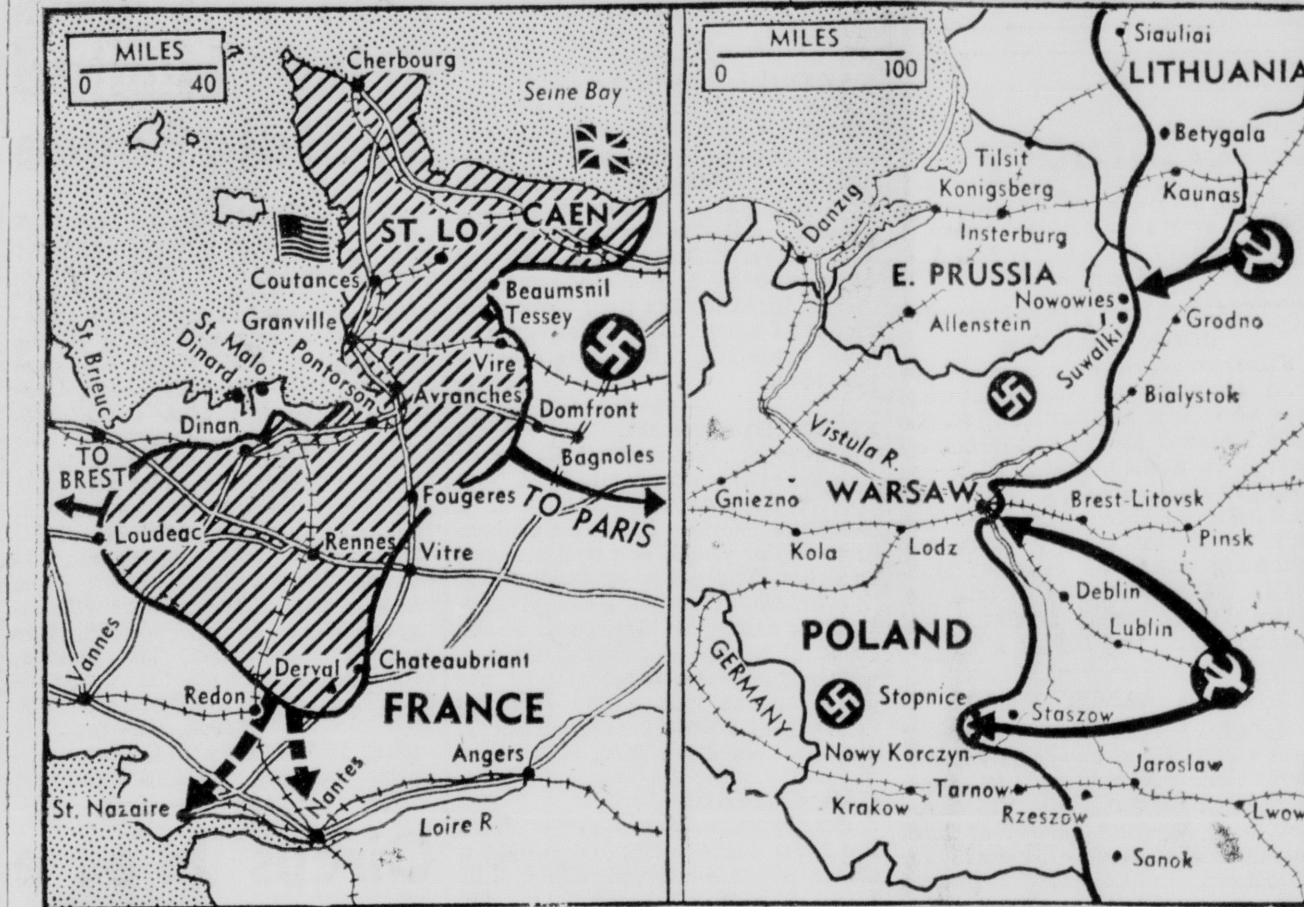 MILES
0 40
Cherbourg
Seine Bay
ST. LO
CAEN
Coutances
Beaumsnil
Tessey
Granville
St. Brieuc
St. Malo
Dinard
Pontorson
Vire
Avranches
Domfront
Dinan
Bagnoles
TO
BREST
Fougeres
TO PARIS
Loudeac
Rennes
Vitre
Vannes
Derval
Chateaubriant
Redon
FRANCE
Angers
Nantes
St. Nazaire
Loire R
MILES
0 100
Siauliai
LITHUANIA
Betygala
Tilsit
Konigsberg
Kaunas
Danzig
Insterburg
E. PRUSSIA
Nowowies
Allenstein
Grodno
Suwalki
Bialystok
Vistula R.
Gniezno
WARSAW
Brest-Litovsk
Kola
Lodz
Pinsk
Deblin
POLAND
Lublin
GERMANY
Stopnice
Staszow
Nowy Korczyn
Jaroslaw
Krakow
Tarnow
Rzeszow
Lwow
Sanok